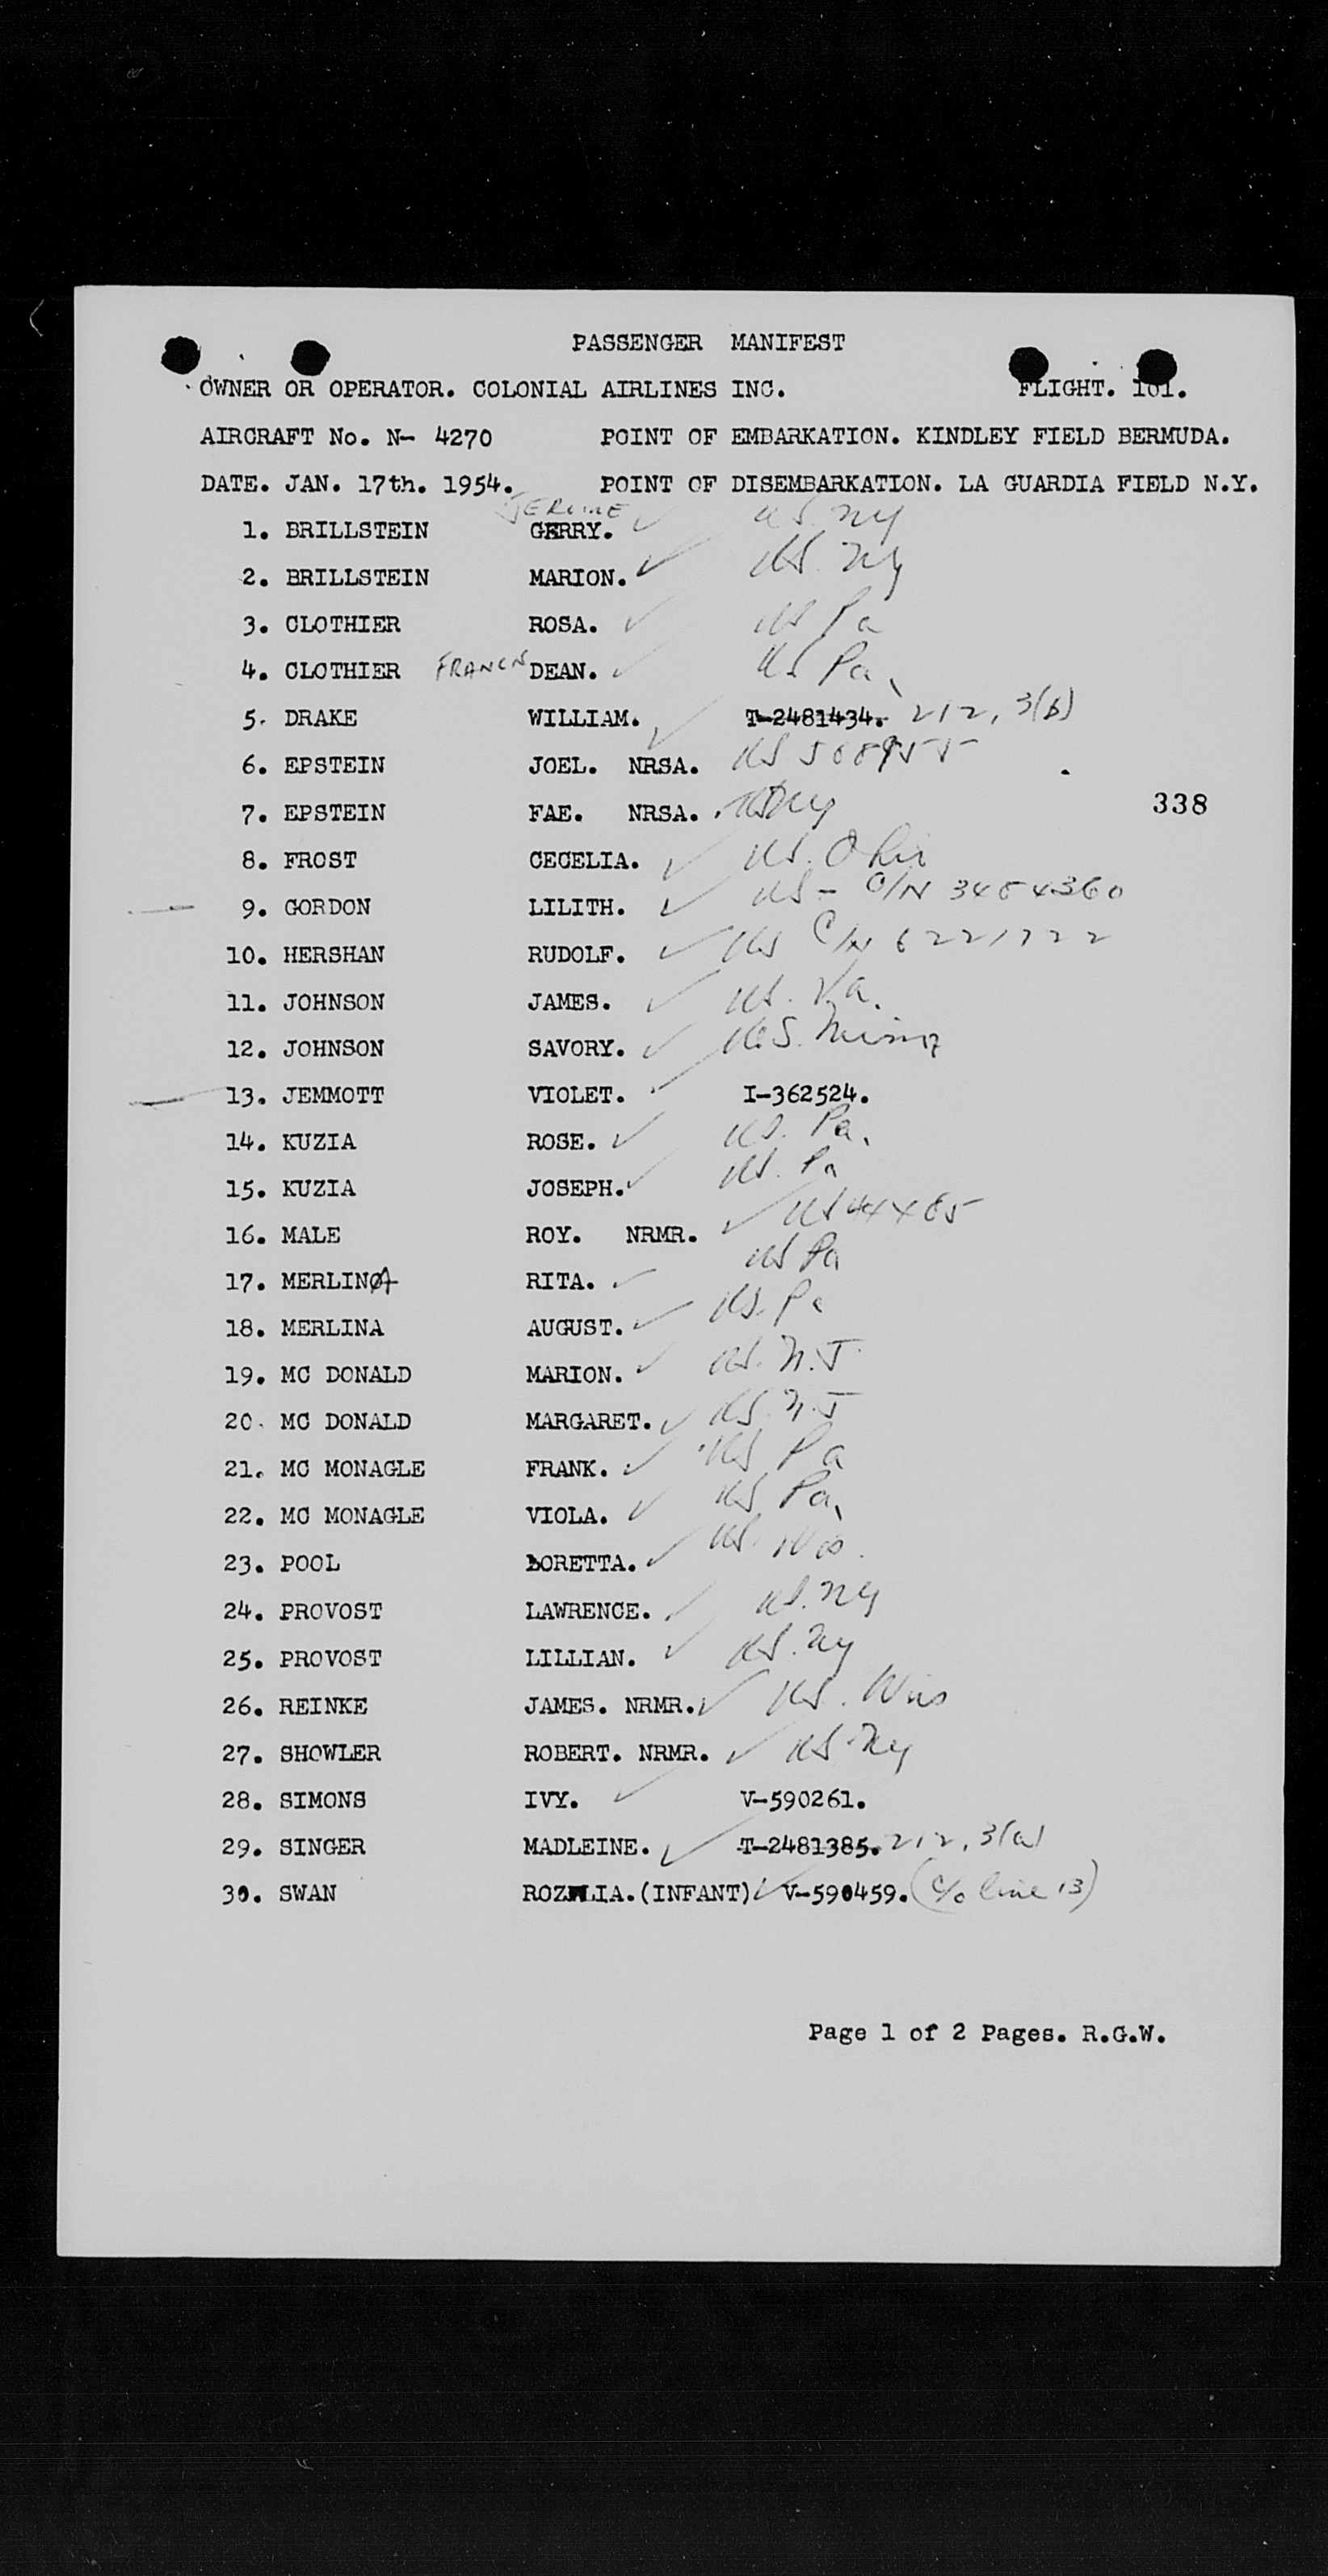 PASSENGER MANIFEST
OWNER OR OPERATOR. COLONIAL AIRLINES INC. FLIGHT. 101.
AIRCRAFT No. N- 4270 POINT OF EMBARKATION. KINDLEY FIELD BERMUDA.
DATE. JAN. 17th. 1954. POINT OF DISEMBARKATION. LA GUARDIA FIELD N.Y.
1. BRILLSTEIN GERRY. US NY
2. BRILLSTEIN MARION. US. NY
3. CLOTHIER ROSA. US Pa
4. CLOTHIER FRANCIS DEAN. US Pa
5. DRAKE WILLIAM. T-2481434. 212, 3(b)
6. EPSTEIN JOEL. NRSA. US
7. EPSTEIN FAE. NRSA.
338
8. FROST CECELIA. US. Ohio
9. GORDON LILITH. US - C/N 3484360
10. HERSHAN RUDOLF. US C/N 6221722
11. JOHNSON JAMES. US. Va.
12. JOHNSON SAVORY. U.S.
13. JEMMOTT VIOLET. I-362524.
14. KUZIA ROSE. US. Pa.
15. KUZIA JOSEPH. US. Pa
16. MALE ROY. NRMR. US
17. MERLINA RITA. US Pa
18. MERLINA AUGUST. US. Pa
19. MC DONALD MARION. US. N.J.
20. MC DONALD MARGARET. US N.J
21. MC MONAGLE FRANK. US Pa
22. MC MONAGLE VIOLA. US Pa.
23. POOL LORETTA. US. Wis.
24. PROVOST LAWRENCE. US. NY
25. PROVOST LILLIAN. US. NY
26. REINKE JAMES. NRMR. US. Wis
27. SHOWLER ROBERT. NRMR. US NY
28. SIMONS IVY. V-590261.
29. SINGER MADLEINE. T-2481385. 212, 3(a)
30. SWAN ROZALIA.(INFANT) V-590459. (C/o line 13)
Page 1 of 2 Pages. R.G.W.